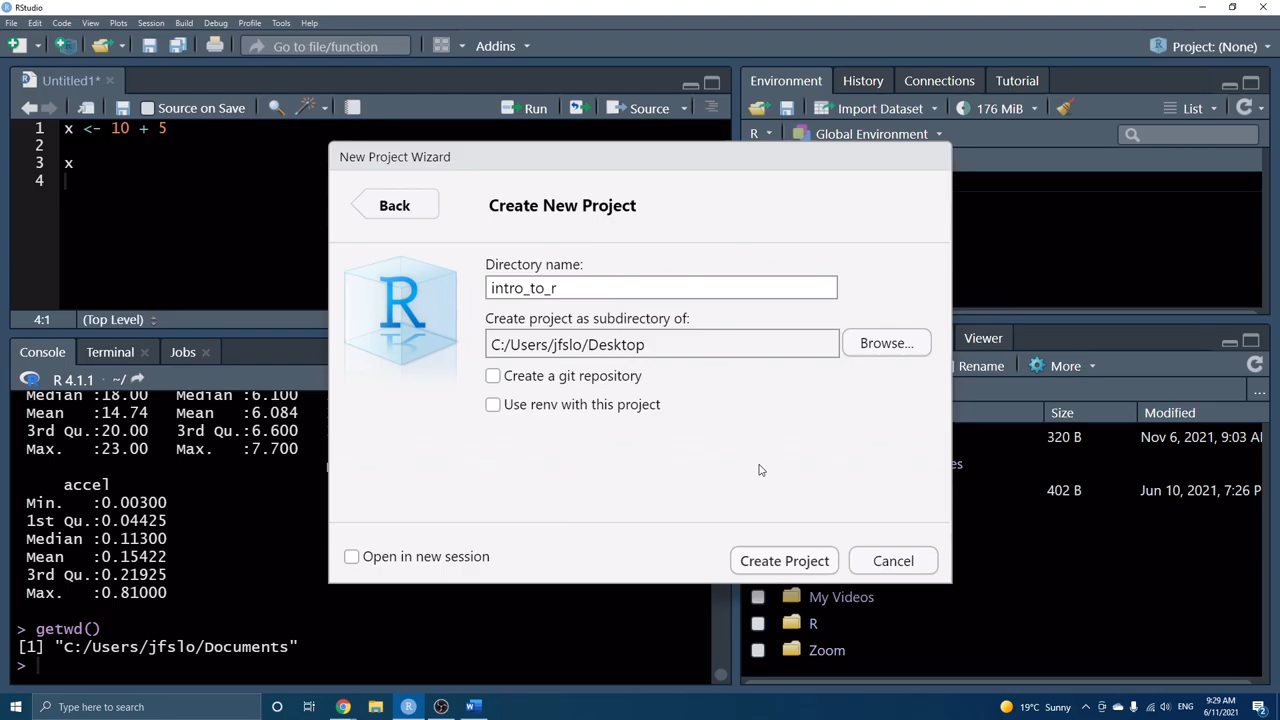 RStudio
File Edit Code View Plots Session Build Debug Profile Tools Help
Go to file/function Addins Project: (None)
Untitled1*
Source on Save Run Source
1 x <- 10 + 5
2
3 x
4
4:1 (Top Level)
Environment History Connections Tutorial
Import Dataset 176 MiB List
R Global Environment
New Project Wizard
Back Create New Project
Directory name:
intro_to_r
Create project as subdirectory of:
C:/Users/jfslo/Desktop Browse...
Create a git repository
Use renv with this project
Open in new session Create Project Cancel
Console Terminal Jobs
R 4.1.1 ~/
Median :18.00 Median :6.100
Mean :14.74 Mean :6.084
3rd Qu.:20.00 3rd Qu.:6.600
Max. :23.00 Max. :7.700
accel
Min. :0.00300
1st Qu.:0.04425
Median :0.11300
Mean :0.15422
3rd Qu.:0.21925
Max. :0.81000
> getwd()
[1] "C:/Users/jfslo/Documents"
>
Viewer
Rename More ...
Size Modified
320 B Nov 6, 2021, 9:03 A
es
402 B Jun 10, 2021, 7:26 P
My Videos
R
Zoom
Type here to search 19°C Sunny ENG 9:29 AM
6/11/2021 2